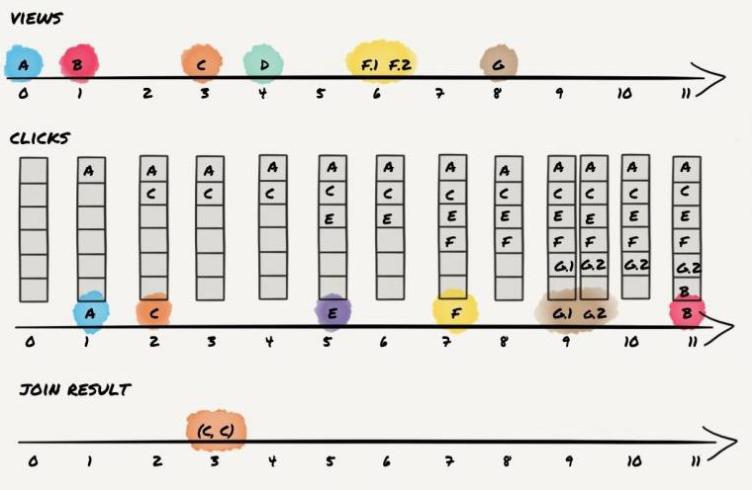 VIEWS
A B C D F.1 F.2 G
0 1 2 3 4 5 6 7 8 9 10 11
CLICKS
A A A A A A A A A A A A
C C C C C C C C C C C
E E E E E E E E
F F F F F F
G.1 G.2 G.2 G.2
B
A C E F G.1 G.2 B
0 1 2 3 4 5 6 7 8 9 10 11
JOIN RESULT
(C, C)
0 1 2 3 4 5 6 7 8 9 10 11